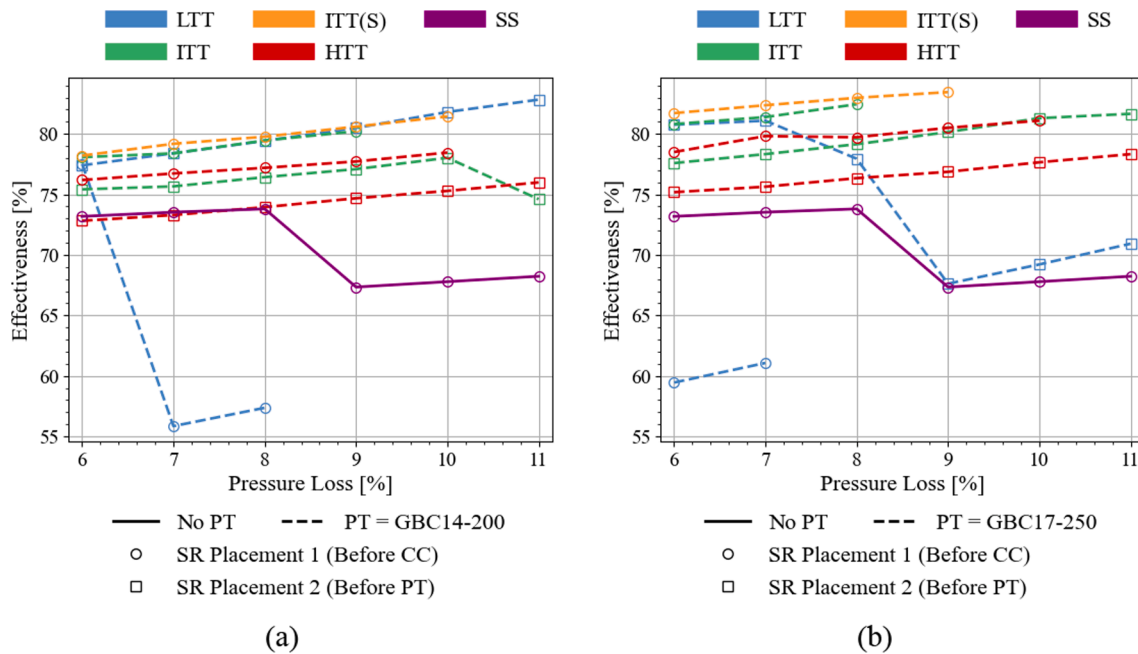 LTT ITT(S) SS
ITT HTT
Effectiveness [%]
80
75
70
65
60
55
6 7 8 9 10 11
Pressure Loss [%]
No PT PT = GBC14-200
SR Placement 1 (Before CC)
SR Placement 2 (Before PT)
(a)
LTT ITT(S) SS
ITT HTT
Effectiveness [%]
80
75
70
65
60
55
6 7 8 9 10 11
Pressure Loss [%]
No PT PT = GBC17-250
SR Placement 1 (Before CC)
SR Placement 2 (Before PT)
(b)